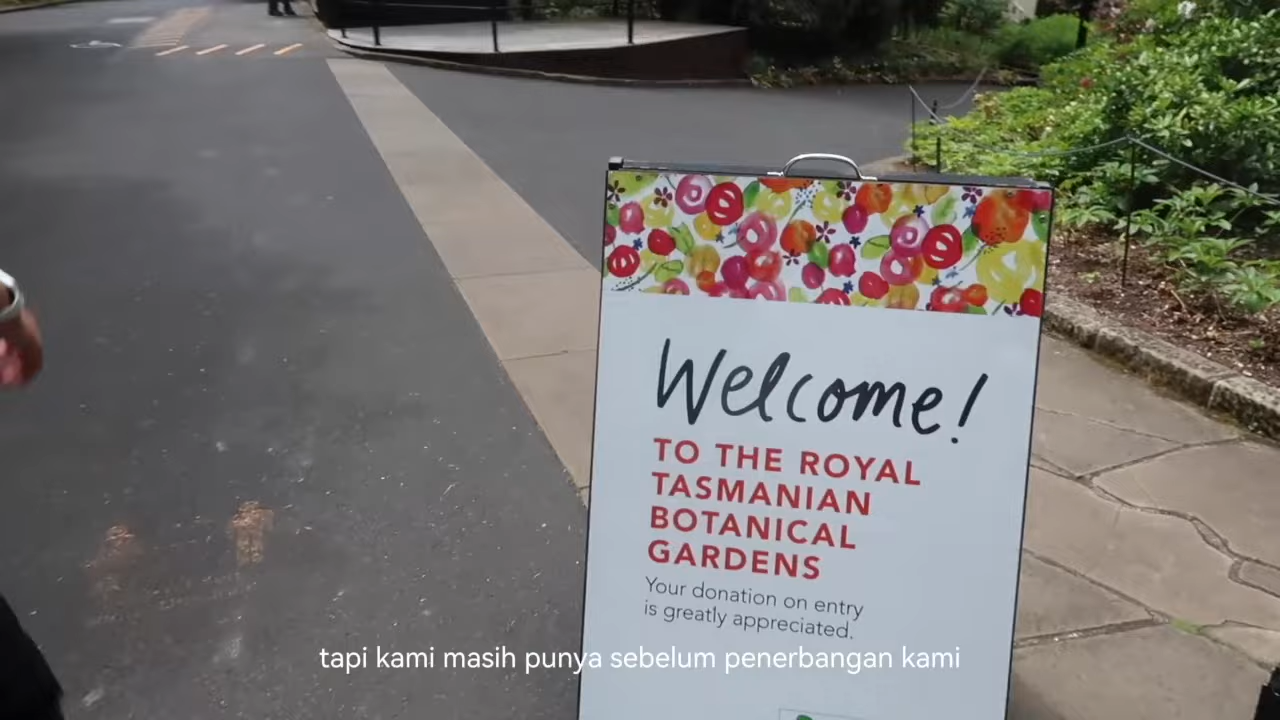 Welcome!
TO THE ROYAL
TASMANIAN
BOTANICAL
GARDENS
Your donation on entry
is greatly appreciated.
tapi kami masih punya sebelum penerbangan kami